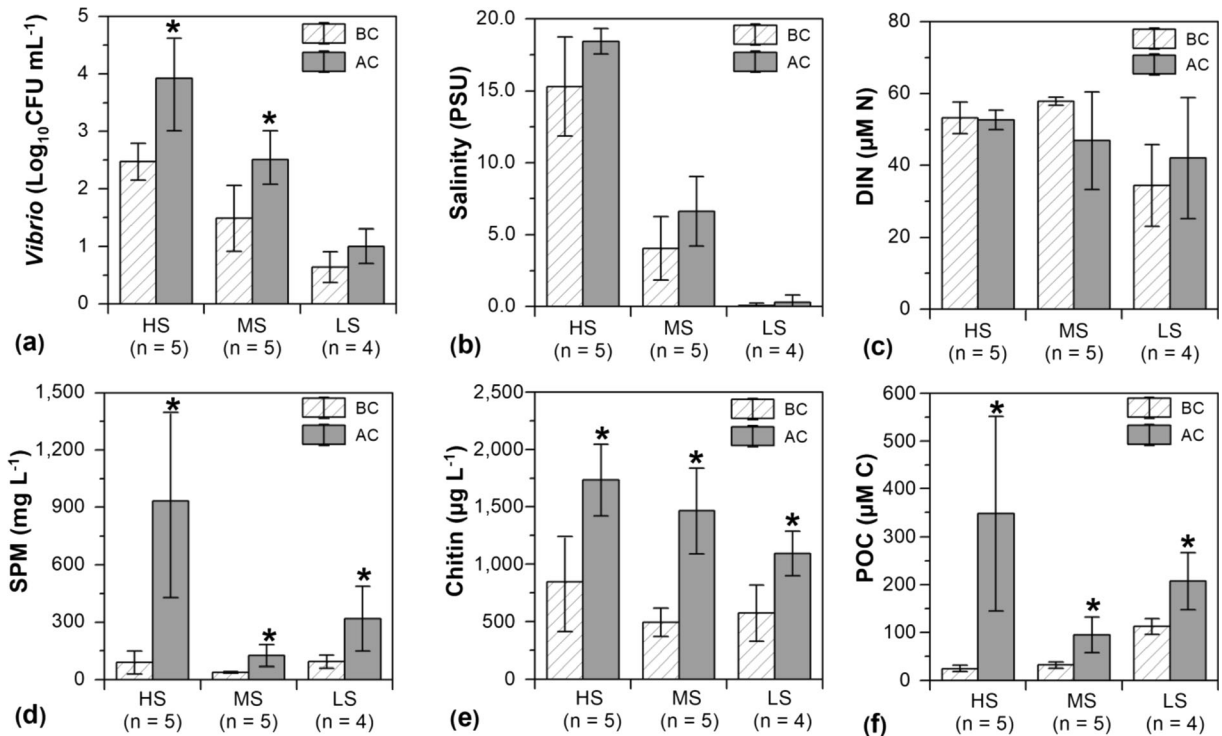 Vibrio (Log10CFU mL-1)
5
4
3
2
1
0
*
*
BC
AC
HS
MS
LS
(n = 5)
(n = 5)
(n = 4)
(a)
Salinity (PSU)
20.0
15.0
10.0
5.0
0.0
BC
AC
HS
MS
LS
(n = 5)
(n = 5)
(n = 4)
(b)
DIN (µM N)
80
60
40
20
0
BC
AC
HS
MS
LS
(n = 5)
(n = 5)
(n = 4)
(c)
SPM (mg L-1)
1,500
1,200
900
600
300
0
*
*
*
BC
AC
HS
MS
LS
(n = 5)
(n = 5)
(n = 4)
(d)
Chitin (µg L-1)
2,500
2,000
1,500
1,000
500
0
*
*
*
BC
AC
HS
MS
LS
(n = 5)
(n = 5)
(n = 4)
(e)
POC (µM C)
600
500
400
300
200
100
0
*
*
*
BC
AC
HS
MS
LS
(n = 5)
(n = 5)
(n = 4)
(f)